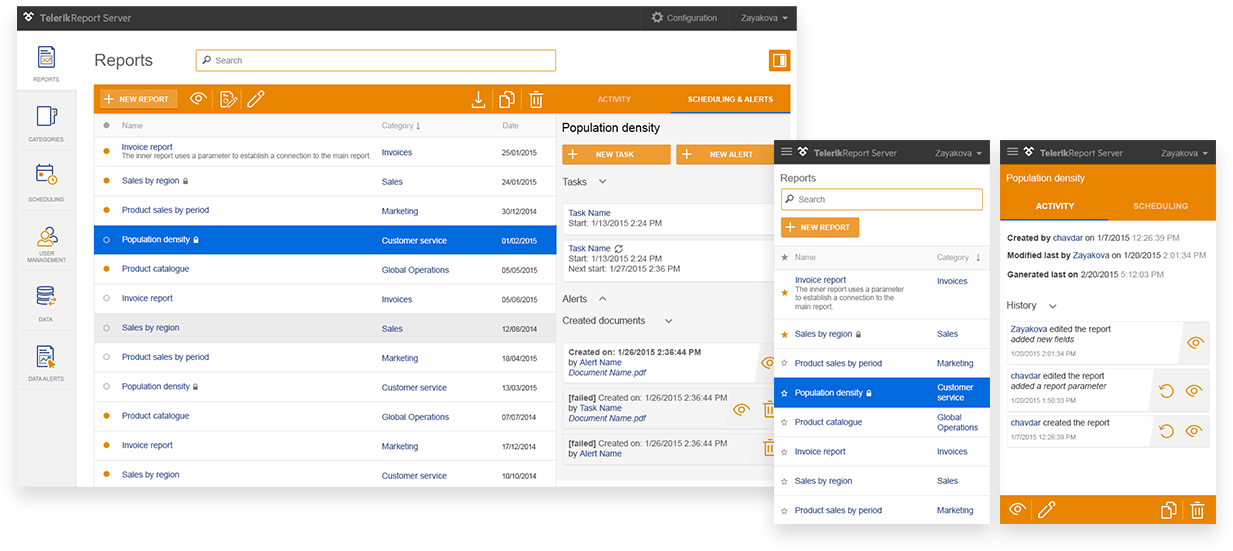 TelerikReport Server
Configuration
Zayakova
REPORTS
CATEGORIES
SCHEDULING
USER
MANAGEMENT
DATA
DATA ALERTS
Reports
Search
NEW REPORT
ACTIVITY
SCHEDULING & ALERTS
Name Category Date
Invoice report
The inner report uses a parameter to establish a connection to the main report.
Invoices 25/01/2015
Sales by region Sales 24/01/2015
Product sales by period Marketing 30/12/2014
Population density Customer service 01/02/2015
Product catalogue Global Operations 05/05/2015
Invoice report Invoices 05/06/2015
Sales by region Sales 12/08/2014
Product sales by period Marketing 18/04/2015
Population density Customer service 13/03/2015
Product catalogue Global Operations 07/07/2014
Invoice report Marketing 17/12/2014
Sales by region Customer service 10/10/2014
Population density
NEW TASK NEW ALERT
Tasks
Task Name
Start: 1/13/2015 2:24 PM
Task Name
Start: 1/13/2015 2:24 PM
Next start: 1/27/2015 2:36 PM
Alerts
Created documents
Created on: 1/26/2015 2:36:44 PM
by Alert Name
Document Name.pdf
[failed] Created on: 1/26/2015 2:36:44 PM
by Task Name
Document Name.pdf
[failed] Created on: 1/26/2015 2:36:44 PM
by Alert Name
TelerikReport Server Zayakova
Reports
Search
NEW REPORT
Name Category
Invoice report Invoices
The inner report uses a parameter
to establish a connection to the
main report.
Sales by region Sales
Product sales by period Marketing
Population density Customer
service
Product catalogue Global
Operations
Invoice report Invoices
Sales by region Sales
Product sales by period Marketing
TelerikReport Server Zayakova
Population density
ACTIVITY SCHEDULING
Created by chavdar on 1/7/2015 12:26:39 PM
Modified last by Zayakova on 1/20/2015 2:01:34 PM
Ganerated last on 2/20/2015 5:12:03 PM
History
Zayakova edited the report
added new fields
1/20/2015 2:01:34 PM
chavdar edited the report
added a report parameter
1/20/2015 1:50:33 PM
chavdar created the report
1/7/2015 12:26:39 PM